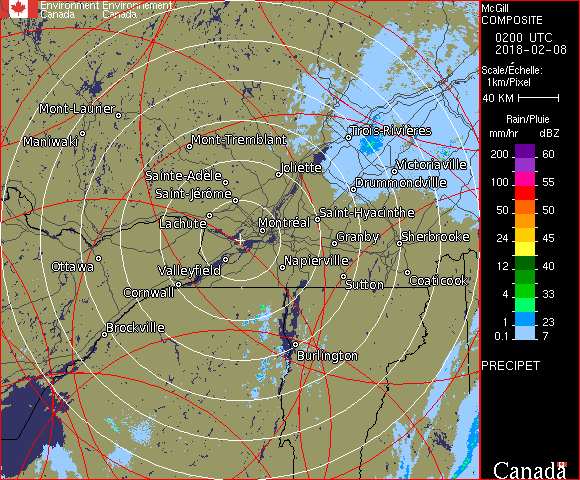 Environment Environnement
Canada Canada
McGill
COMPOSITE
0200 UTC
2018-02-08
Scale/Échelle:
1km/Pixel
40 KM
Rain/Pluie
mm/hr dBZ
200 60
100 55
50 50
24 45
12 40
4 33
1 23
0.1 7
PRECIPET
Canada
Mont-Laurier
Maniwaki
Mont-Tremblant
Trois-Rivières
Joliette
Victoriaville
Sainte-Adèle
Drummondville
Saint-Jérôme
Saint-Hyacinthe
Lachute
Montréal
Granby
Sherbrooke
Ottawa
Valleyfield
Napierville
Sutton
Coaticook
Cornwall
Brockville
Burlington